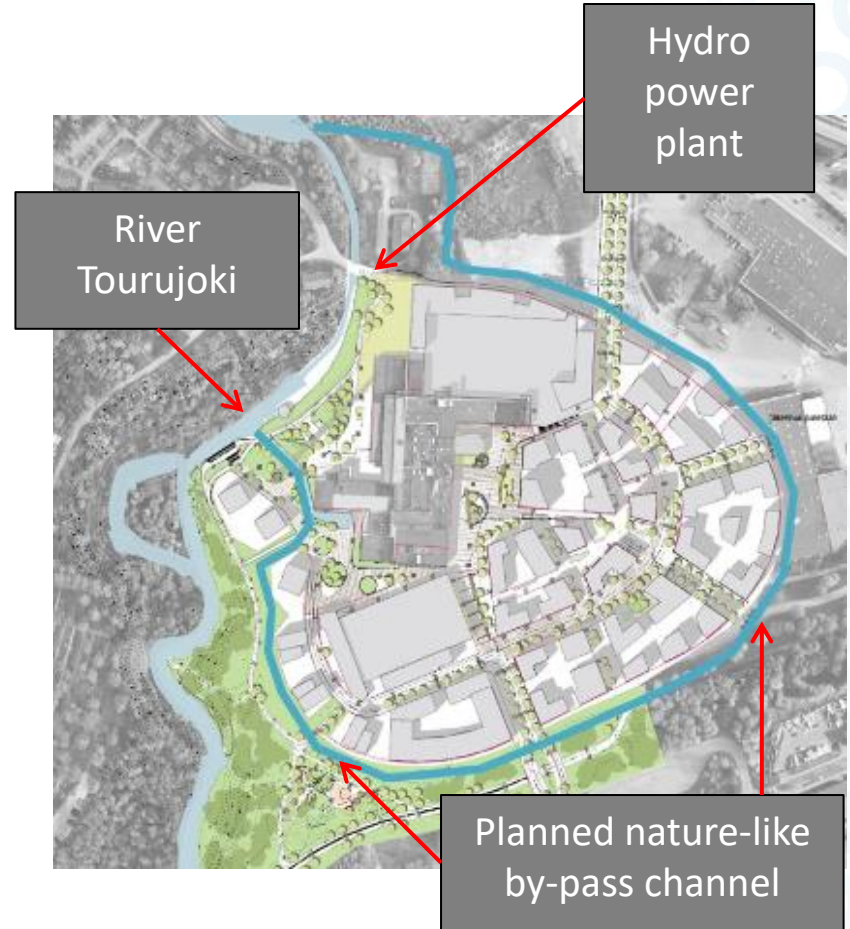 Hydro
power
plant
River
Tourujoki
Planned nature-like
by-pass channel